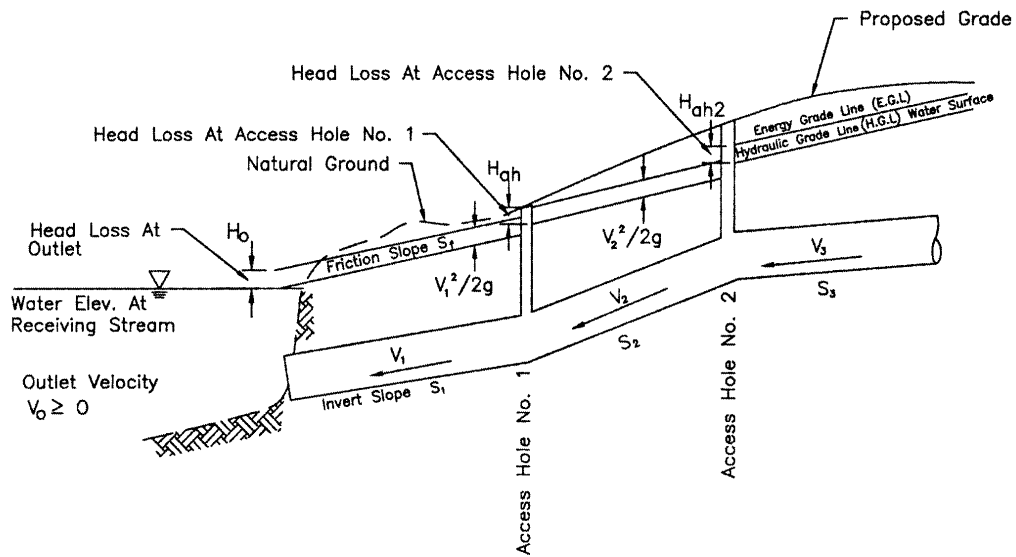 Proposed Grade
Head Loss At Access Hole No. 2
Hah2
Energy Grade Line (E.G.L)
Hydraulic Grade Line (H.G.L) Water Surface
Head Loss At Access Hole No. 1
Natural Ground
Hah
Head Loss At
Outlet
Ho
Friction Slope Sf
V₁²/2g
V₂²/2g
Water Elev. At
Receiving Stream
V₃
S₃
V₂
S₂
V₁
Invert Slope S₁
Outlet Velocity
Vo ≥ 0
Access Hole No. 1
Access Hole No. 2